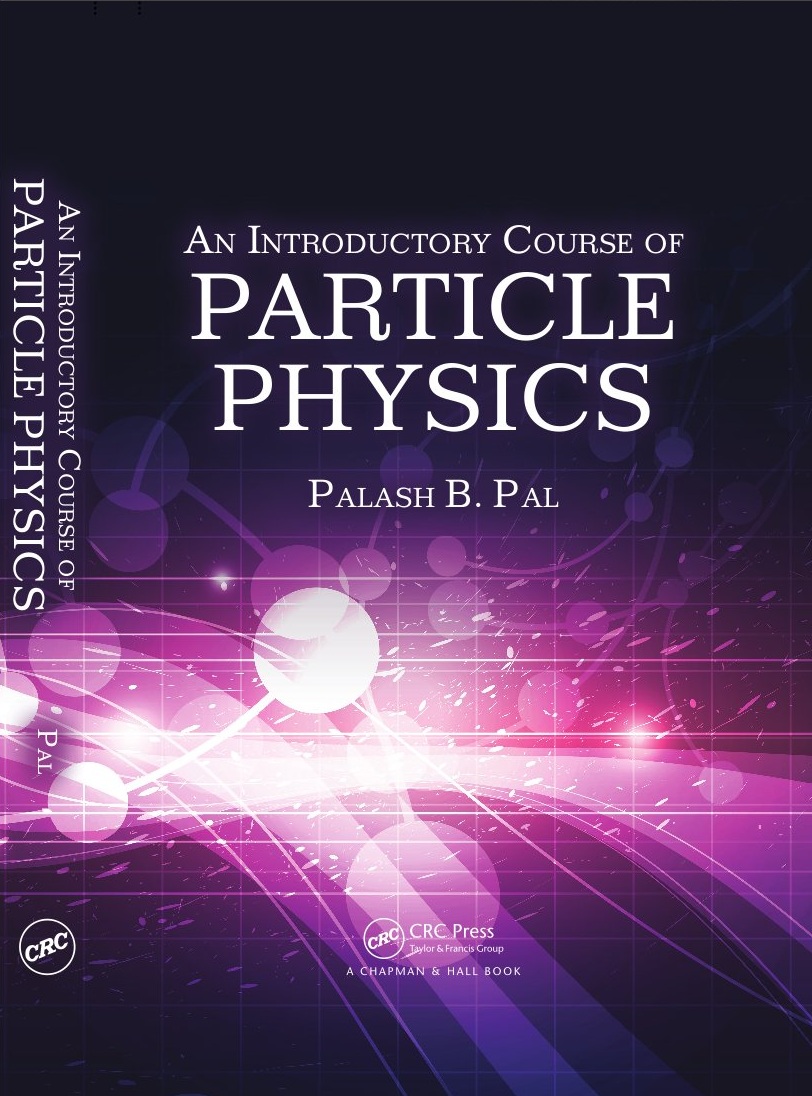 An Introductory Course of
PARTICLE
PHYSICS
Palash B. Pal
CRC CRC Press
Taylor & Francis Group
A CHAPMAN & HALL BOOK
An Introductory Course of
PARTICLE PHYSICS
Pal
CRC